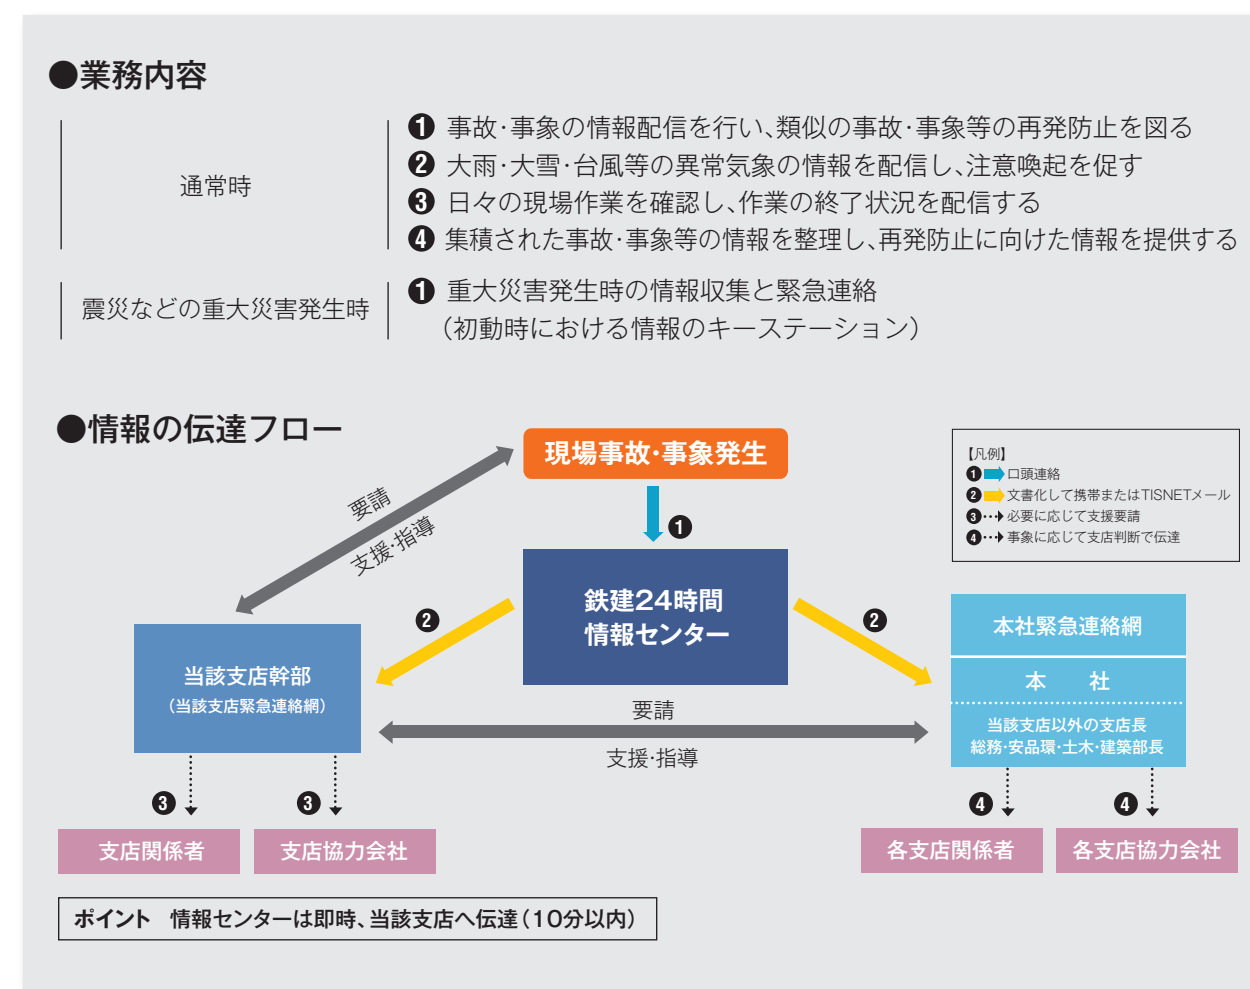 ●業務内容
通常時
❶ 事故・事象の情報配信を行い、類似の事故・事象等の再発防止を図る
❷ 大雨・大雪・台風等の異常気象の情報を配信し、注意喚起を促す
❸ 日々の現場作業を確認し、作業の終了状況を配信する
❹ 集積された事故・事象等の情報を整理し、再発防止に向けた情報を提供する
震災などの重大災害発生時
❶ 重大災害発生時の情報収集と緊急連絡
（初動時における情報のキーステーション）
●情報の伝達フロー
現場事故・事象発生
【凡例】
❶ 口頭連絡
❷ 文書化して携帯またはTISNETメール
❸ 必要に応じて支援要請
❹ 事象に応じて支店判断で伝達
要請
支援・指導
❶
鉄建24時間
情報センター
❷
❷
当該支店幹部
（当該支店緊急連絡網）
本社緊急連絡網
本 社
当該支店以外の支店長
総務・安品環・土木・建築部長
要請
支援・指導
❸
❸
❹
❹
支店関係者
支店協力会社
各支店関係者
各支店協力会社
ポイント 情報センターは即時、当該支店へ伝達（10分以内）